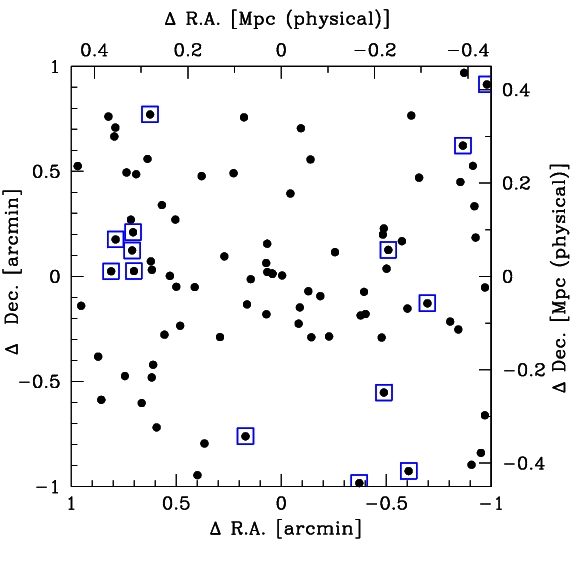 Δ R.A. [Mpc (physical)]
0.4 0.2 0 −0.2 −0.4
1 0.5 0 −0.5 −1
Δ Dec. [arcmin]
0.4 0.2 0 −0.2 −0.4
Δ Dec. [Mpc (physical)]
1 0.5 0 −0.5 −1
Δ R.A. [arcmin]